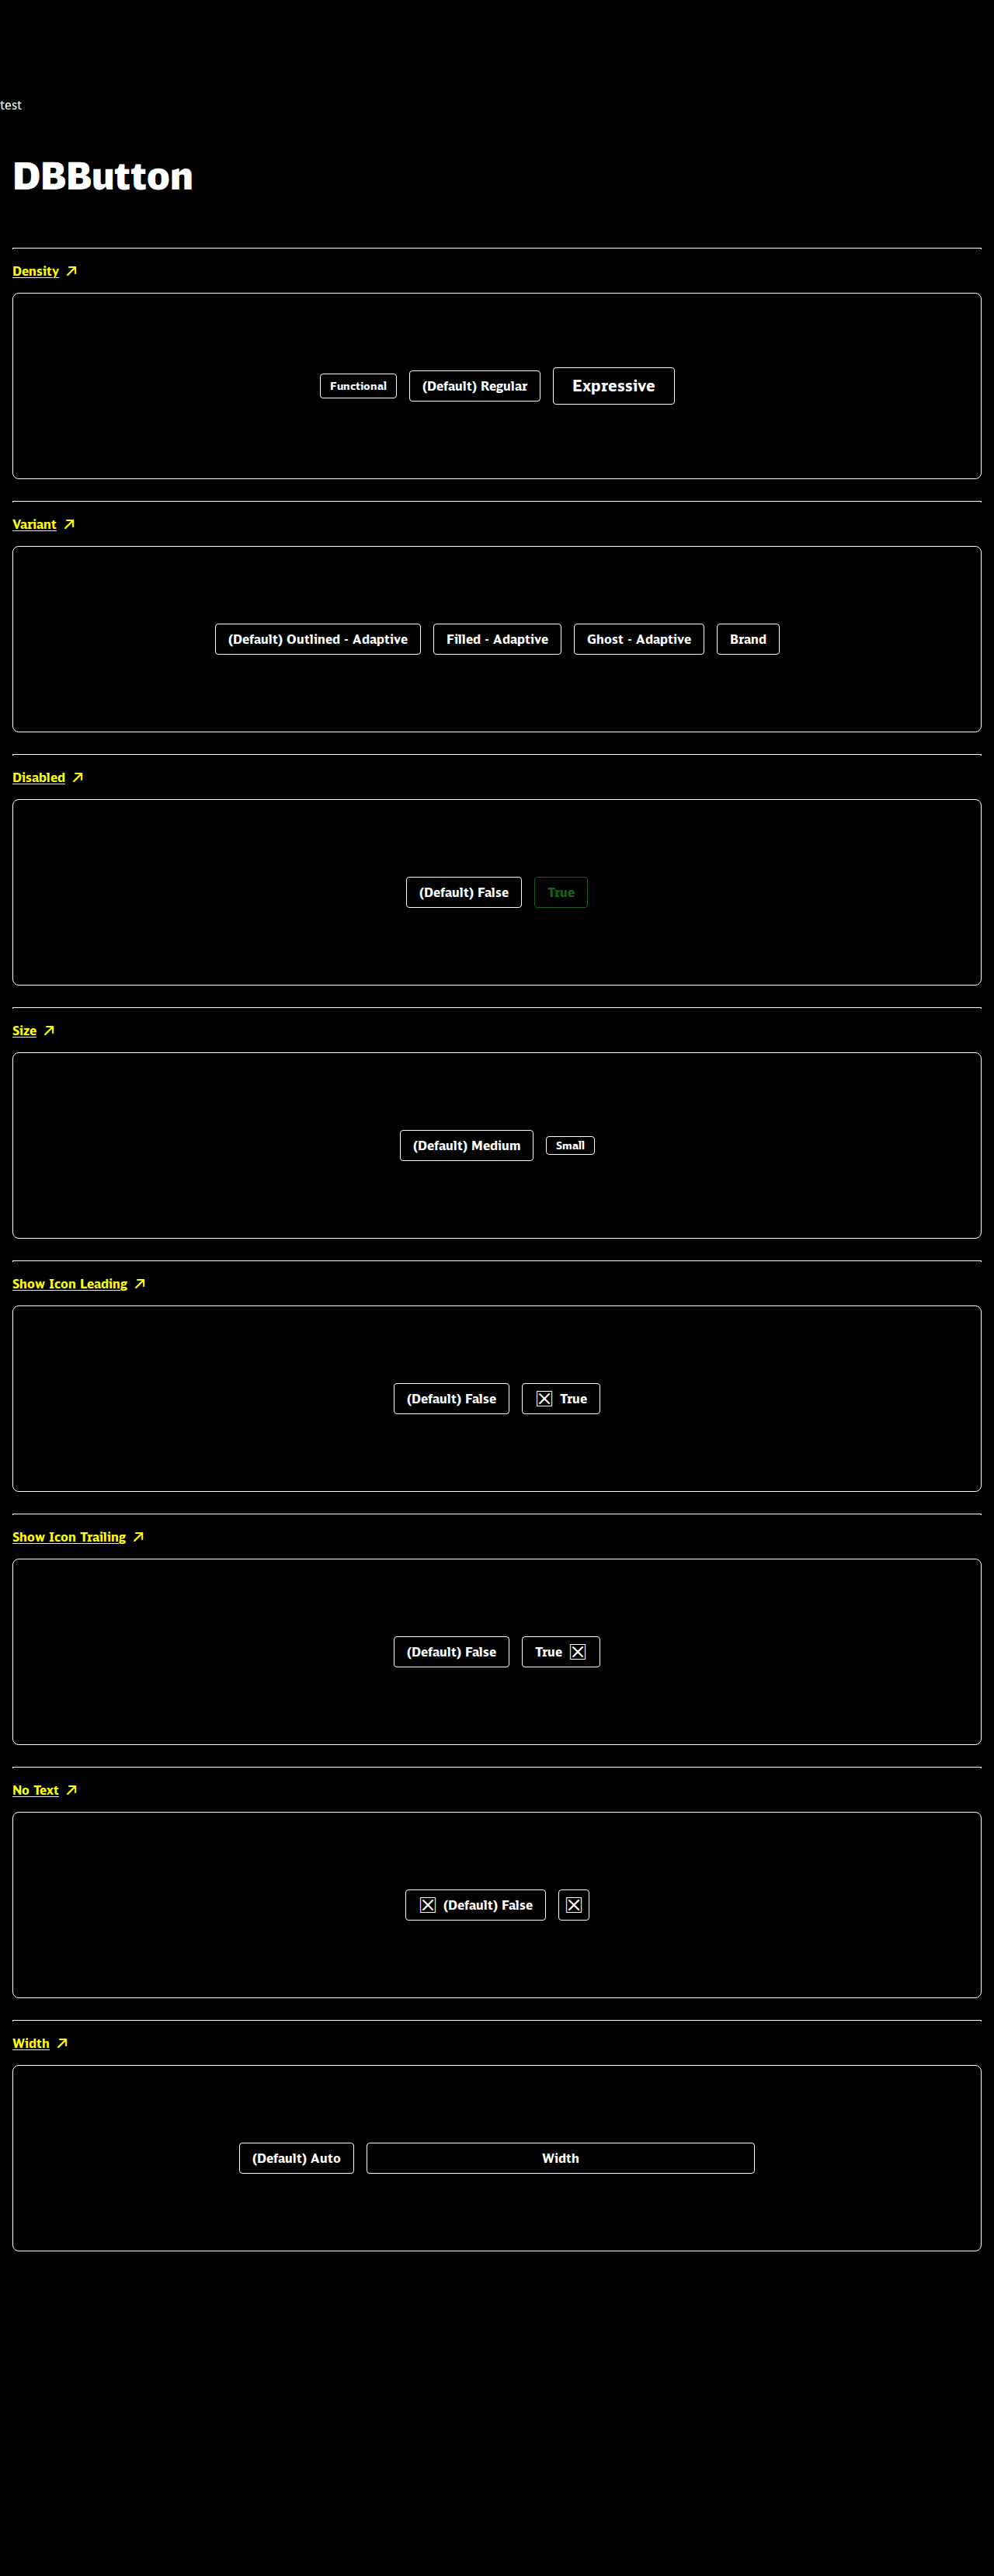 test
DBButton
Density
Functional (Default) Regular Expressive
Variant
(Default) Outlined - Adaptive Filled - Adaptive Ghost - Adaptive Brand
Disabled
(Default) False True
Size
(Default) Medium Small
Show Icon Leading
(Default) False True
Show Icon Trailing
(Default) False True
No Text
(Default) False
Width
(Default) Auto Width